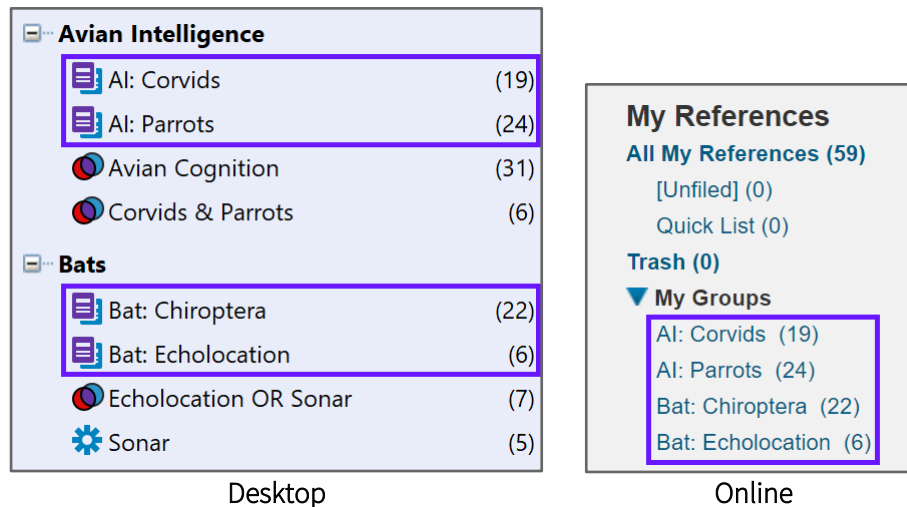 Avian Intelligence
AI: Corvids (19)
AI: Parrots (24)
Avian Cognition (31)
Corvids & Parrots (6)
Bats
Bat: Chiroptera (22)
Bat: Echolocation (6)
Echolocation OR Sonar (7)
Sonar (5)
Desktop
My References
All My References (59)
[Unfiled] (0)
Quick List (0)
Trash (0)
My Groups
AI: Corvids (19)
AI: Parrots (24)
Bat: Chiroptera (22)
Bat: Echolocation (6)
Online